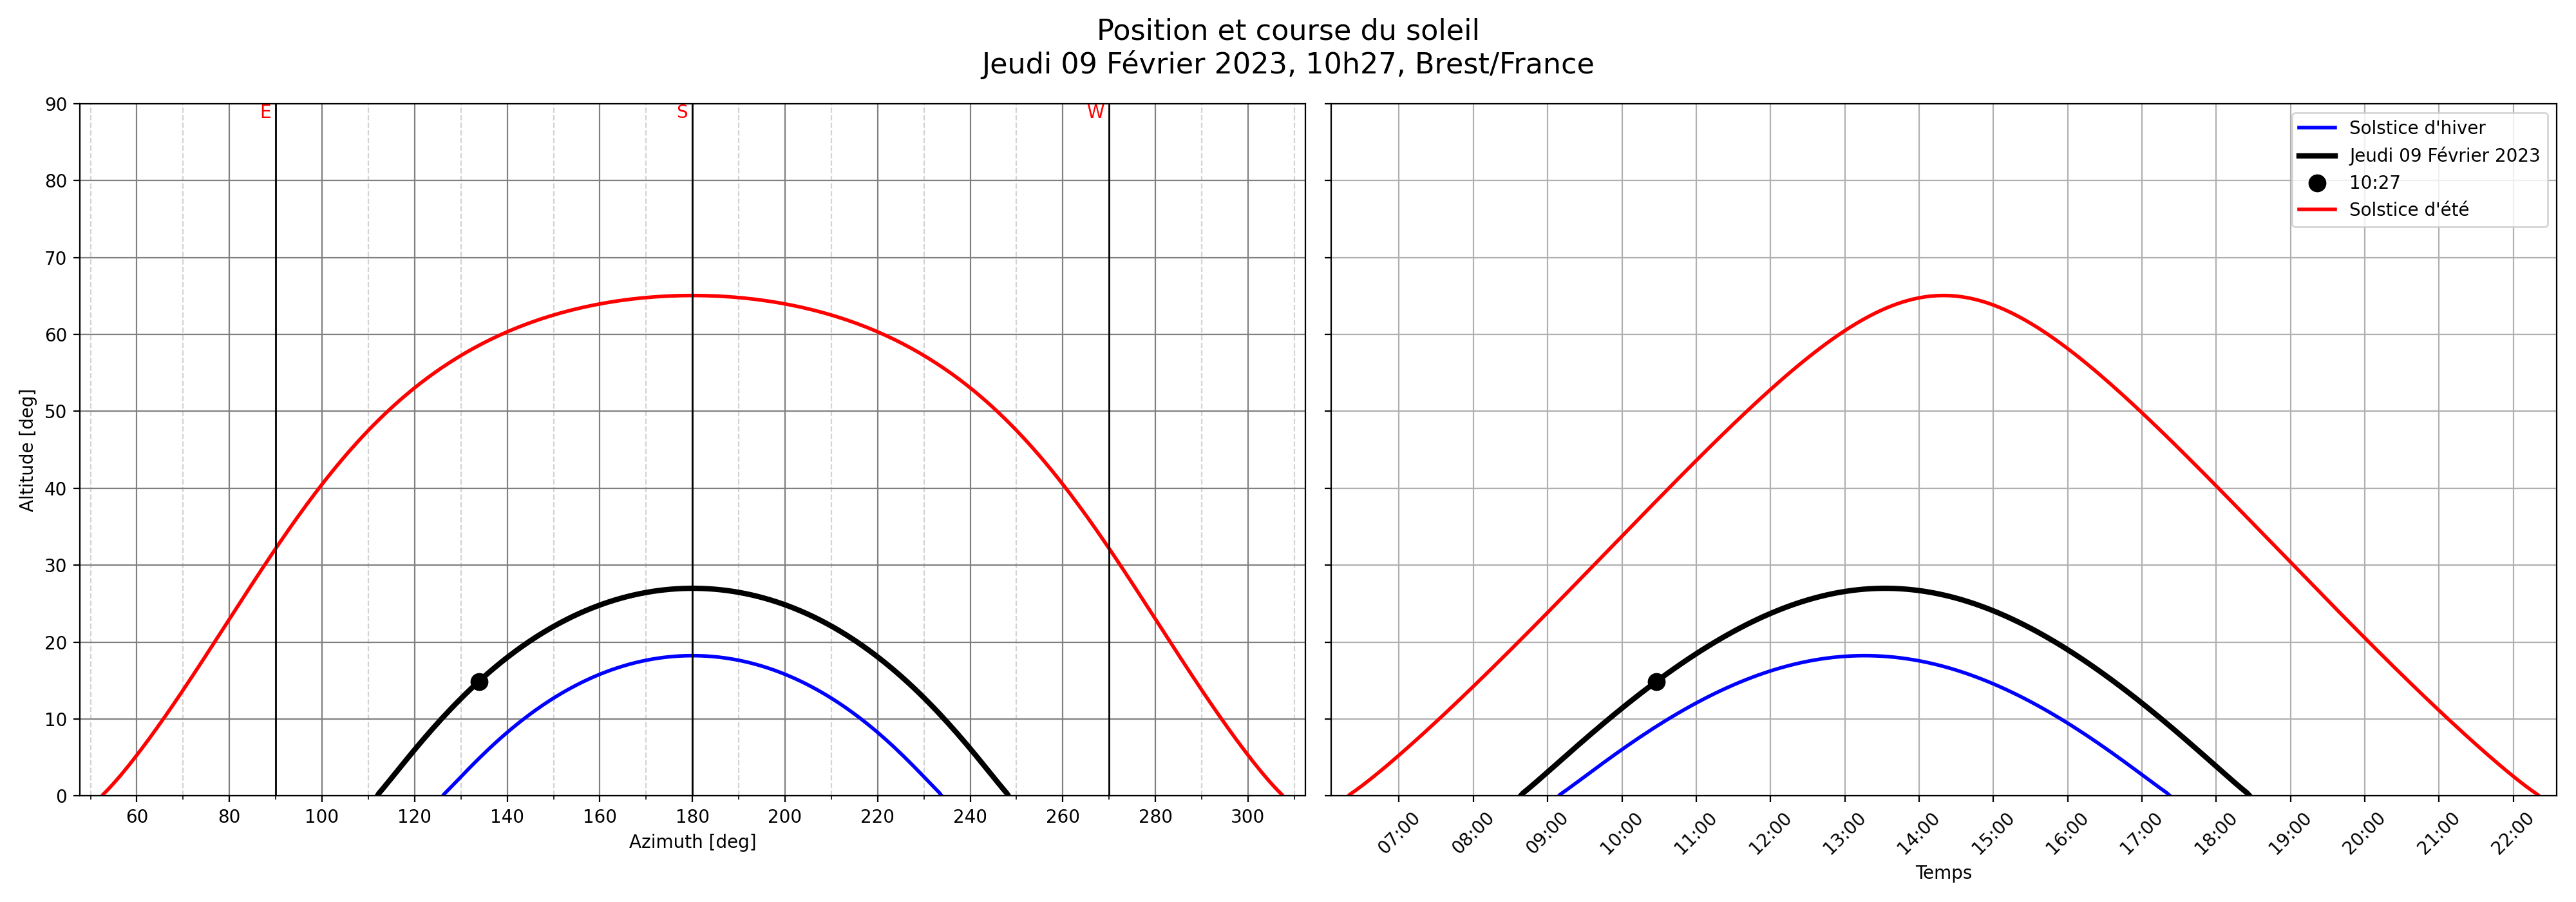 Position et course du soleil
Jeudi 09 Février 2023, 10h27, Brest/France
E
S
W
90
80
70
60
50
40
30
20
10
0
Altitude [deg]
60 80 100 120 140 160 180 200 220 240 260 280 300
Azimuth [deg]
Solstice d'hiver
Jeudi 09 Février 2023
10:27
Solstice d'été
07:00 08:00 09:00 10:00 11:00 12:00 13:00 14:00 15:00 16:00 17:00 18:00 19:00 20:00 21:00 22:00
Temps